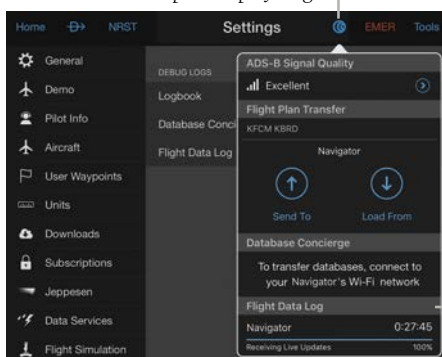 Home NRST Settings EMER Tools
General
Demo
Pilot Info
Aircraft
User Waypoints
Units
Downloads
Subscriptions
Jeppesen
Data Services
Flight Simulation
DEBUG LOGS
Logbook
Database Conci
Flight Data Log
ADS-B Signal Quality
Excellent
Flight Plan Transfer
KFCM KBRD
Navigator
Send To Load From
Database Concierge
To transfer databases, connect to
your Navigator's Wi-Fi network
Flight Data Log
Navigator 0:27:45
Receiving Live Updates 100%